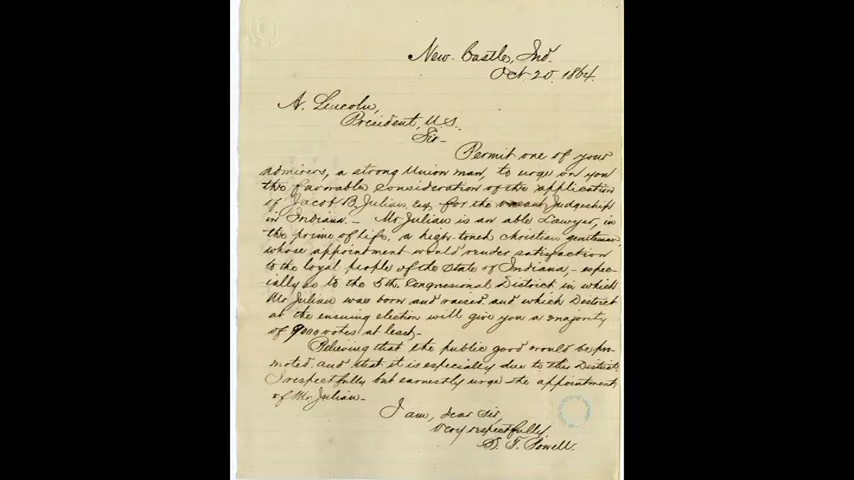 New Castle, Ind.
Oct 20, 1864.
A. Lincoln,
President, U.S.,
Sir—
Permit one of your
admirers, a strong Union man, to urge on you
the favorable consideration of the application
of Jacob B. Julian, esq. for the vacant Judgeship
in Indiana.— Mr Julian is an able Lawyer, in
the prime of life, a high-toned christian gentleman
whose appointment would render satisfaction
to the loyal people of the State of Indiana,— espe-
cially so to the 5th Congressional District, in which
Mr Julian was born and raised and which District
at the ensuing election will give you a majority
of 9000 votes at least.—
Believing that the public good would be pro-
moted and that it is especially due to this District
I respectfully but earnestly urge the appointment
of Mr Julian—
I am, dear Sir,
Very respectfully,
Powell.